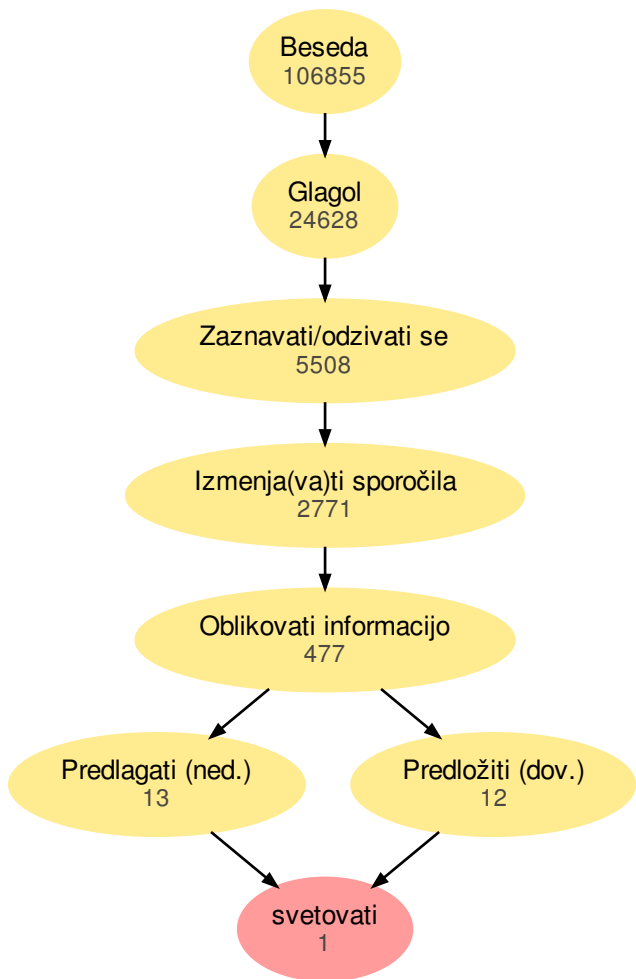 Beseda
106855
Glagol
24628
Zaznavati/odzivati se
5508
Izmenja(va)ti sporočila
2771
Oblikovati informacijo
477
Predlagati (ned.)
13
Predložiti (dov.)
12
svetovati
1